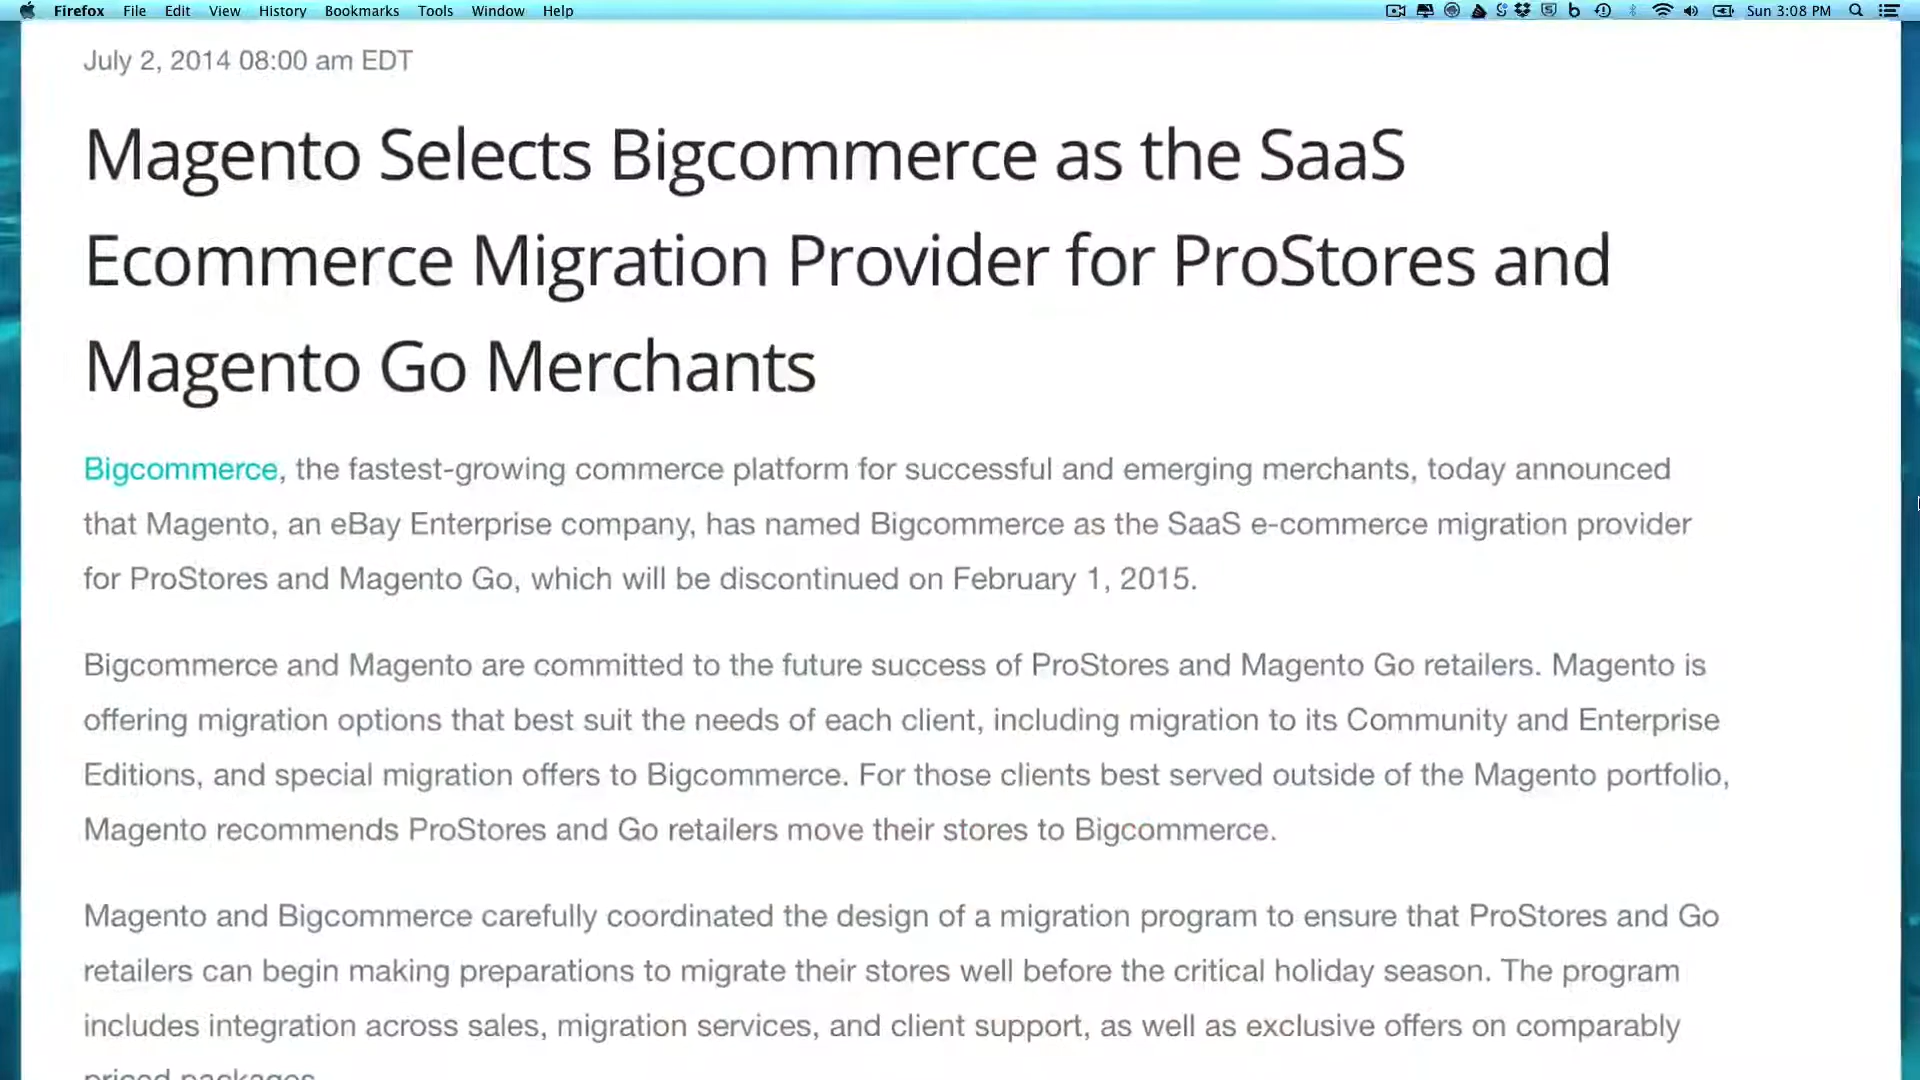 Firefox File Edit View History Bookmarks Tools Window Help Sun 3:08 PM
July 2, 2014 08:00 am EDT
Magento Selects Bigcommerce as the SaaS
Ecommerce Migration Provider for ProStores and
Magento Go Merchants
Bigcommerce, the fastest-growing commerce platform for successful and emerging merchants, today announced
that Magento, an eBay Enterprise company, has named Bigcommerce as the SaaS e-commerce migration provider
for ProStores and Magento Go, which will be discontinued on February 1, 2015.
Bigcommerce and Magento are committed to the future success of ProStores and Magento Go retailers. Magento is
offering migration options that best suit the needs of each client, including migration to its Community and Enterprise
Editions, and special migration offers to Bigcommerce. For those clients best served outside of the Magento portfolio,
Magento recommends ProStores and Go retailers move their stores to Bigcommerce.
Magento and Bigcommerce carefully coordinated the design of a migration program to ensure that ProStores and Go
retailers can begin making preparations to migrate their stores well before the critical holiday season. The program
includes integration across sales, migration services, and client support, as well as exclusive offers on comparably
priced packages.